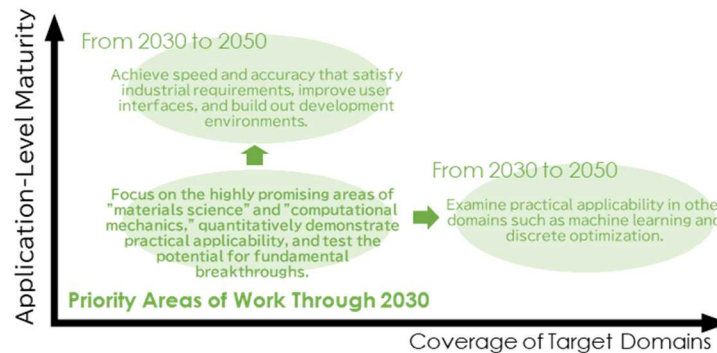 Application-Level Maturity
From 2030 to 2050
Achieve speed and accuracy that satisfy
industrial requirements, improve user
interfaces, and build out development
environments.
Focus on the highly promising areas of
"materials science" and "computational
mechanics," quantitatively demonstrate
practical applicability, and test the
potential for fundamental
breakthroughs.
Priority Areas of Work Through 2030
From 2030 to 2050
Examine practical applicability in othe
domains such as machine learning and
discrete optimization.
Coverage of Target Domains